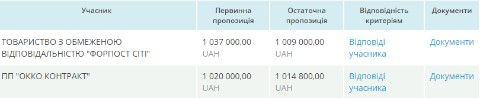 Учасник Первинна пропозиція Остаточна пропозиція Відповідність критеріям Документи
ТОВАРИСТВО З ОБМЕЖЕНОЮ ВІДПОВІДАЛЬНІСТЮ "ФОРПОСТ СІТІ" 1 037 000,00 UAH 1 009 000,00 UAH Відповіді учасника Документи
ПП "ОККО КОНТРАКТ" 1 020 000,00 UAH 1 014 800,00 UAH Відповіді учасника Документи